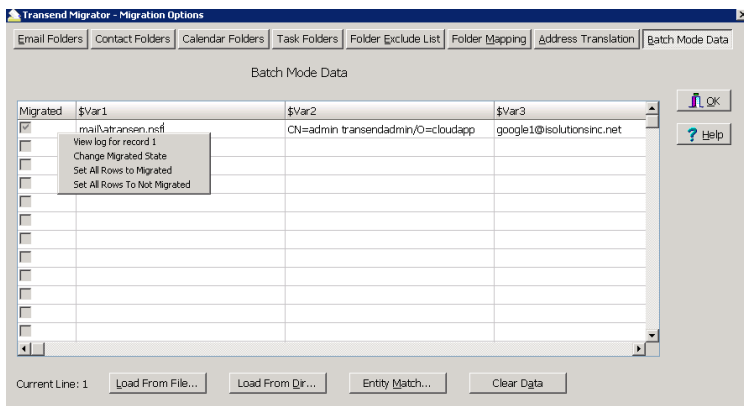 Transend Migrator - Migration Options
Email Folders Contact Folders Calendar Folders Task Folders Folder Exclude List Folder Mapping Address Translation Batch Mode Data
Batch Mode Data
OK
Help
Migrated $Var1 $Var2 $Var3
mail\atransen.nsf CN=admin transendadmin/O=cloudapp google1@isolutionsinc.net
View log for record 1
Change Migrated State
Set All Rows to Migrated
Set All Rows To Not Migrated
Current Line: 1 Load From File... Load From Dir... Entity Match... Clear Data